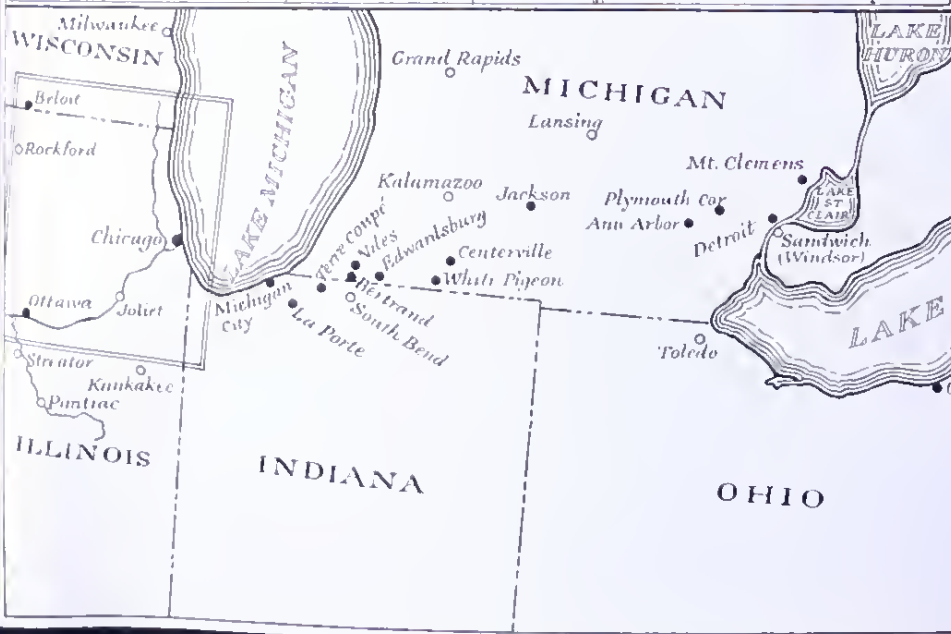 Milwaukee
WISCONSIN
Beloit
Rockford
Chicago
Ottawa
Joliet
Streator
Kankakee
Pontiac
ILLINOIS
LAKE MICHIGAN
Grand Rapids
MICHIGAN
Lansing
LAKE
HURON
Mt. Clemens
LAKE
ST
CLAIR
Kalamazoo
Jackson
Plymouth Cor
Ann Arbor
Detroit
Sandwich
(Windsor)
Terre coupé
Niles
Edwardsburg
Centerville
White Pigeon
Bertrand
South Bend
Michigan
City
La Porte
Toledo
LAKE
INDIANA
OHIO